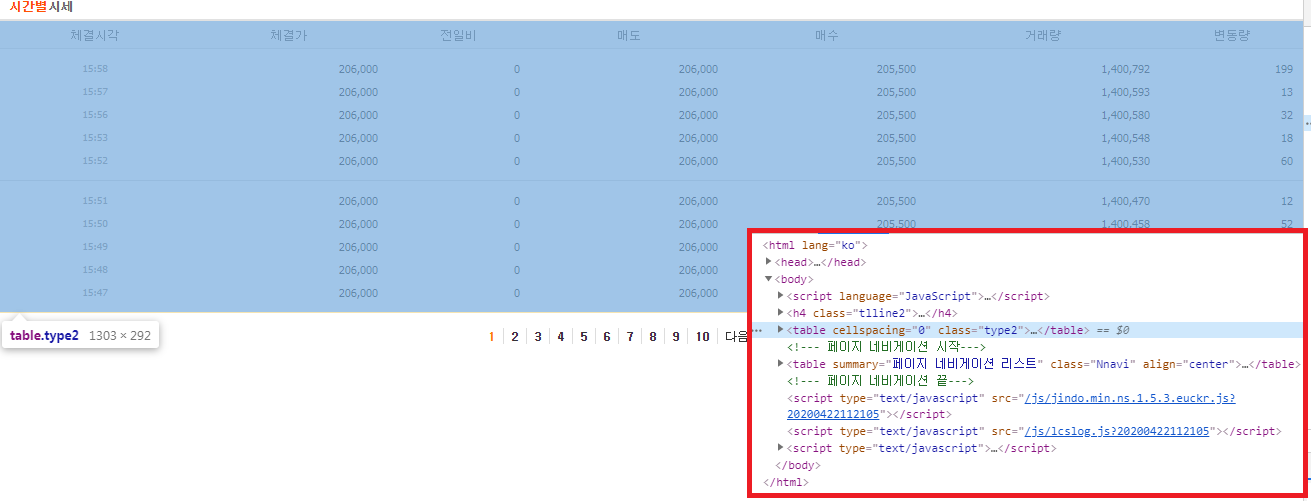 시간별시세
체결시각 체결가 전일비 매도 매수 거래량 변동량
15:58 206,000 0 206,000 205,500 1,400,792 199
15:57 206,000 0 206,000 205,500 1,400,593 13
15:56 206,000 0 206,000 205,500 1,400,580 32
15:53 206,000 0 206,000 205,500 1,400,548 18
15:52 206,000 0 206,000 205,500 1,400,530 60
15:51 206,000 0 206,000 205,500 1,400,470 12
15:50 206,000 0 206,000 205,500 1,400,458 52
15:49 206,000 0 206,000
15:48 206,000 0 206,000
15:47 206,000 0 206,000
table.type2 1303 × 292
1 2 3 4 5 6 7 8 9 10 다음
<html lang="ko">
<head>…</head>
<body>
<script language="JavaScript">…</script>
<h4 class="tlline2">…</h4>
<table cellspacing="0" class="type2">…</table> == $0
<!--- 페이지 네비게이션 시작--->
<table summary="페이지 네비게이션 리스트" class="Nnavi" align="center">…</table>
<!--- 페이지 네비게이션 끝--->
<script type="text/javascript" src="/js/jindo.min.ns.1.5.3.euckr.js?
20200422112105"></script>
<script type="text/javascript" src="/js/lcslog.js?20200422112105"></script>
<script type="text/javascript">…</script>
</body>
</html>